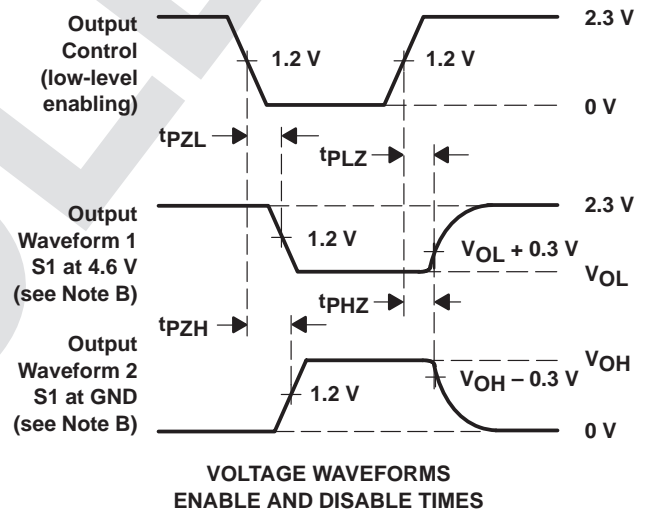 Output
Control
(low-level
enabling)
2.3 V
1.2 V
1.2 V
0 V
tPZL
tPLZ
Output
Waveform 1
S1 at 4.6 V
(see Note B)
2.3 V
1.2 V
VOL + 0.3 V
VOL
tPZH
tPHZ
Output
Waveform 2
S1 at GND
(see Note B)
VOH
VOH – 0.3 V
1.2 V
0 V
VOLTAGE WAVEFORMS
ENABLE AND DISABLE TIMES